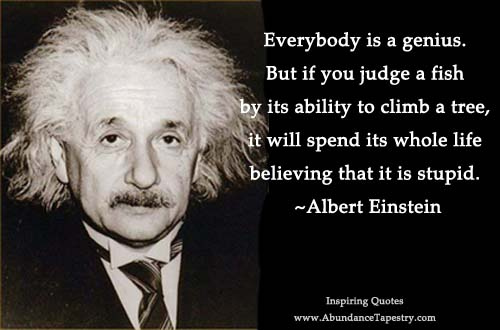 Everybody is a genius.
But if you judge a fish
by its ability to climb a tree,
it will spend its whole life
believing that it is stupid.
~Albert Einstein
Inspiring Quotes
www.AbundanceTapestry.com